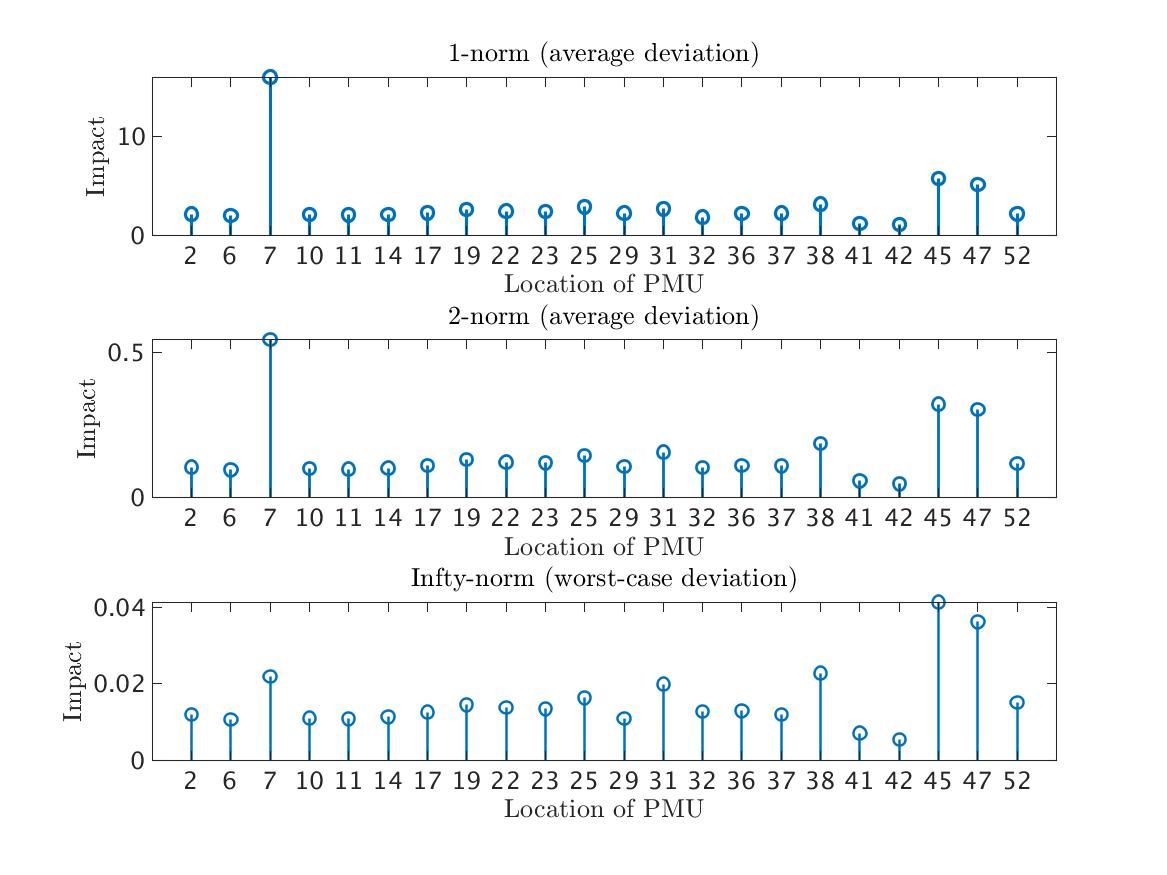 1-norm (average deviation)
Impact
10
0
2 6 7 10 11 14 17 19 22 23 25 29 31 32 36 37 38 41 42 45 47 52
Location of PMU
2-norm (average deviation)
Impact
0.5
0
2 6 7 10 11 14 17 19 22 23 25 29 31 32 36 37 38 41 42 45 47 52
Location of PMU
Infty-norm (worst-case deviation)
Impact
0.04
0.02
0
2 6 7 10 11 14 17 19 22 23 25 29 31 32 36 37 38 41 42 45 47 52
Location of PMU